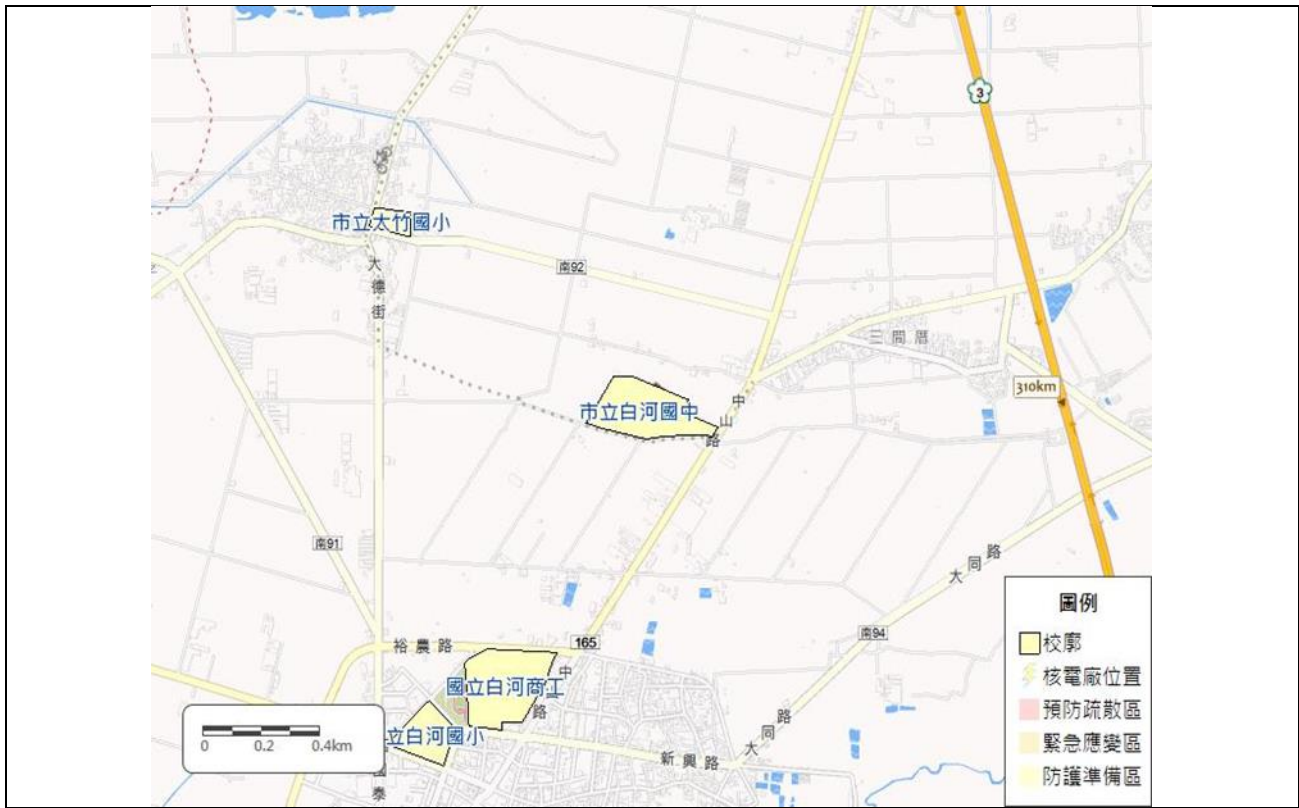 3
市立大竹國小
南92
大德街
三間厝
310km
市立白河國中
中山路
南91
大同路
圖例
校廓
核電廠位置
預防疏散區
緊急應變區
防護準備區
南94
裕農路
165
國立白河商工
中
路
立白河國小
大同路
新興路
0 0.2 0.4km
泰